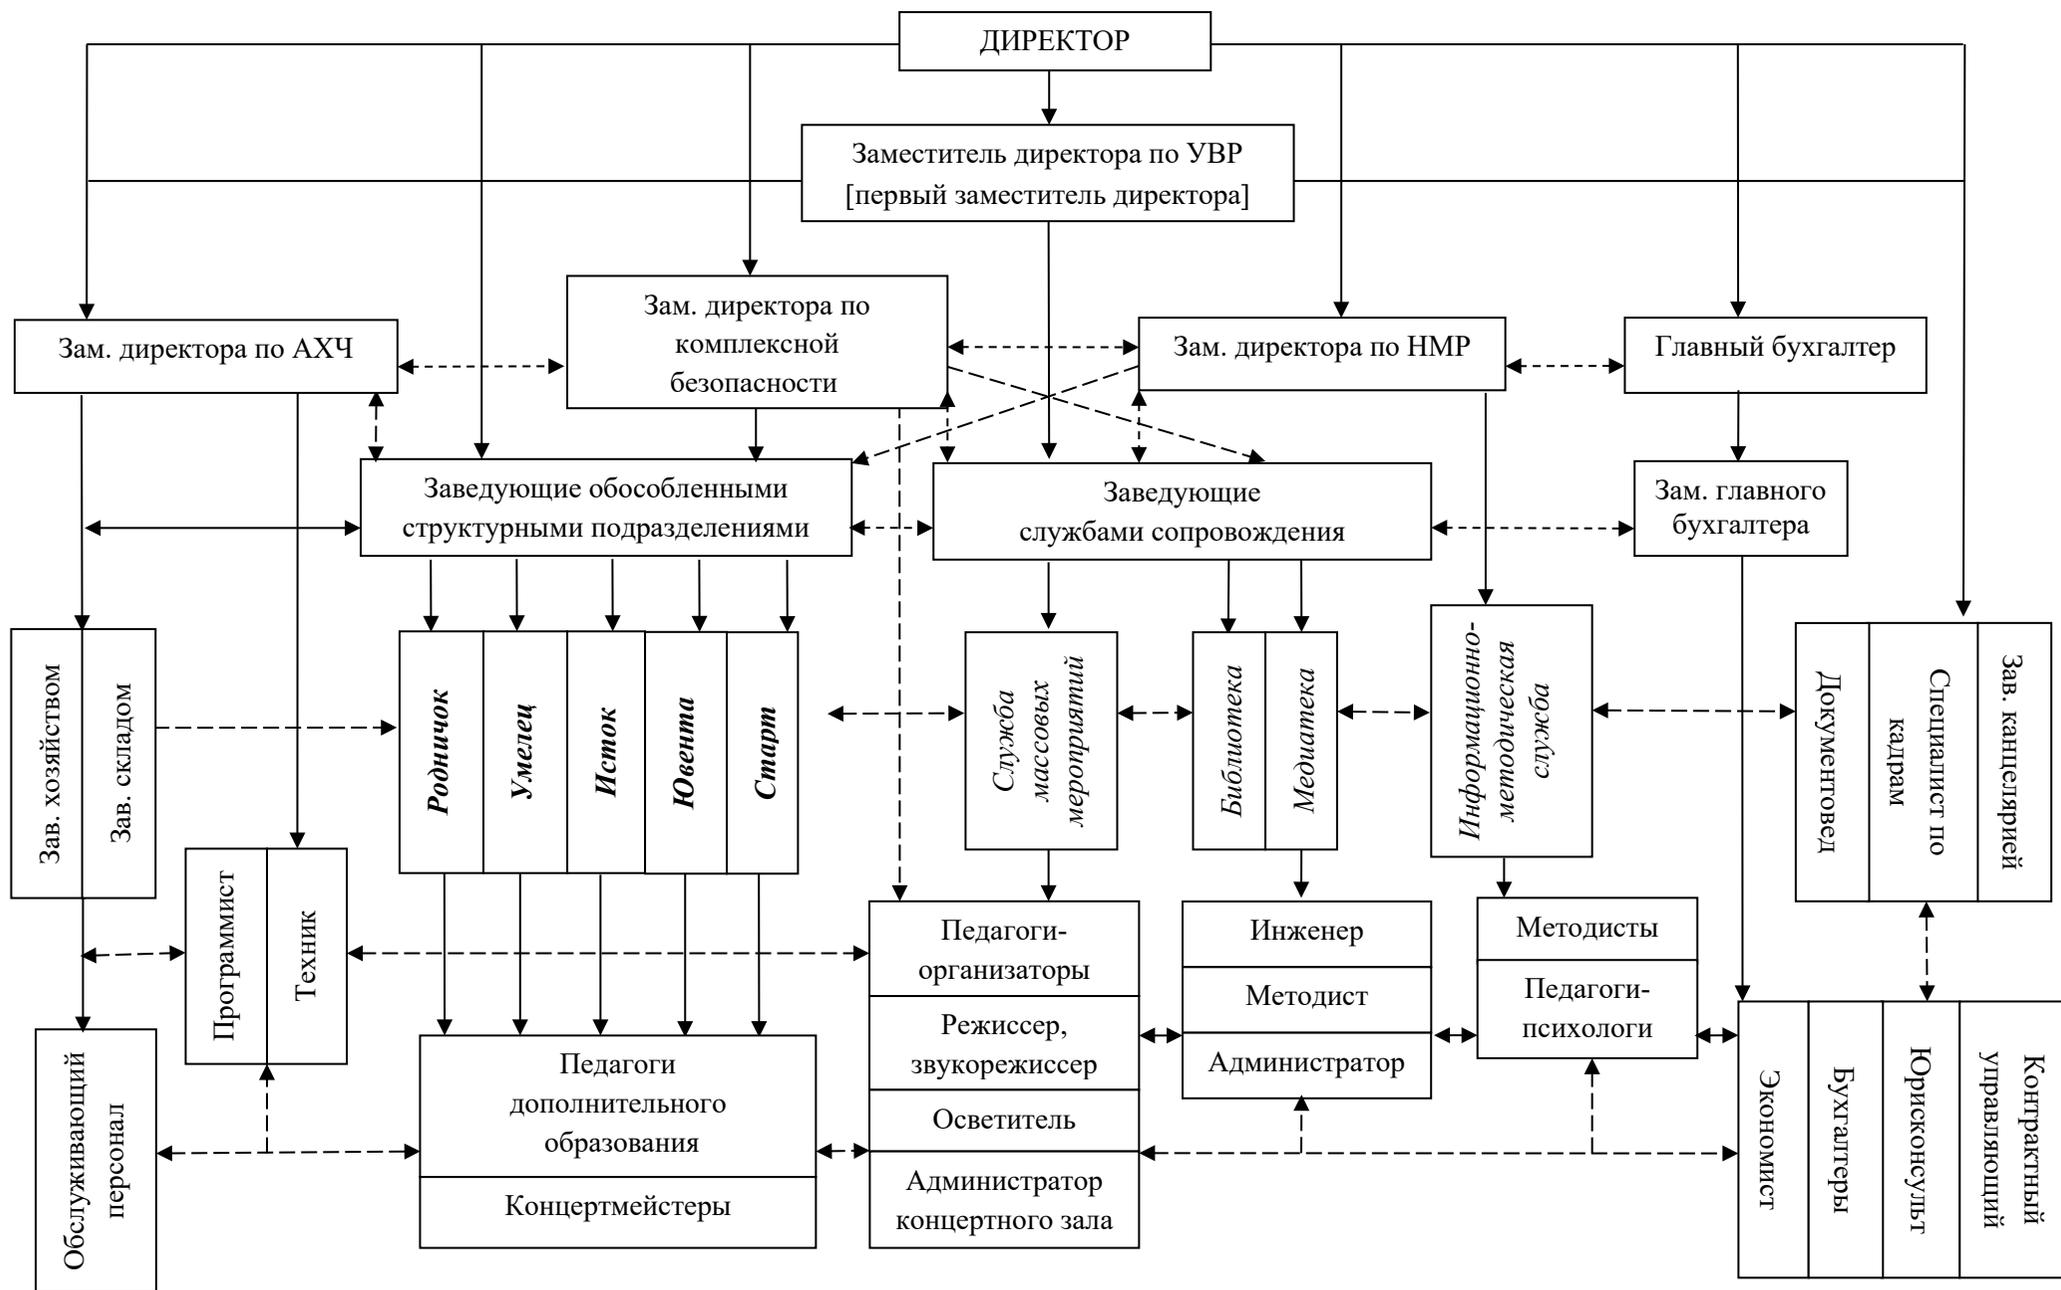 ДИРЕКТОР
Заместитель директора по УВР
[первый заместитель директора]
Зам. директора по АХЧ
Зам. директора по
комплексной
безопасности
Зам. директора по НМР
Главный бухгалтер
Заведующие обособленными
структурными подразделениями
Заведующие
службами сопровождения
Зам. главного
бухгалтера
Зав. хозяйством
Зав. складом
Родничок
Умелец
Исток
Ювента
Старт
Служба
массовых
мероприятий
Библиотека
Медиатека
Информационно-
методическая
служба
Документовед
Специалист по
кадрам
Зав. канцелярией
Программист
Техник
Педагоги-
организаторы
Режиссер,
звукорежиссер
Осветитель
Администратор
концертного зала
Инженер
Методист
Администратор
Методисты
Педагоги-
психологи
Обслуживающий
персонал
Педагоги
дополнительного
образования
Концертмейстеры
Экономист
Бухгалтеры
Юрисконсульт
Контрактный
управляющий